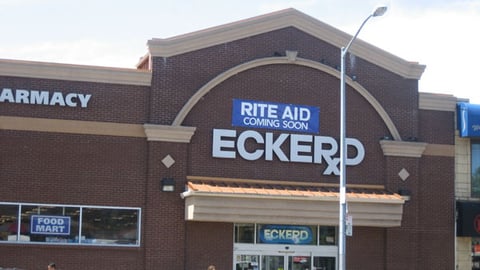 ARMACY
RITE AID
COMING SOON
ECKERD
FOOD
MART
ECKERD